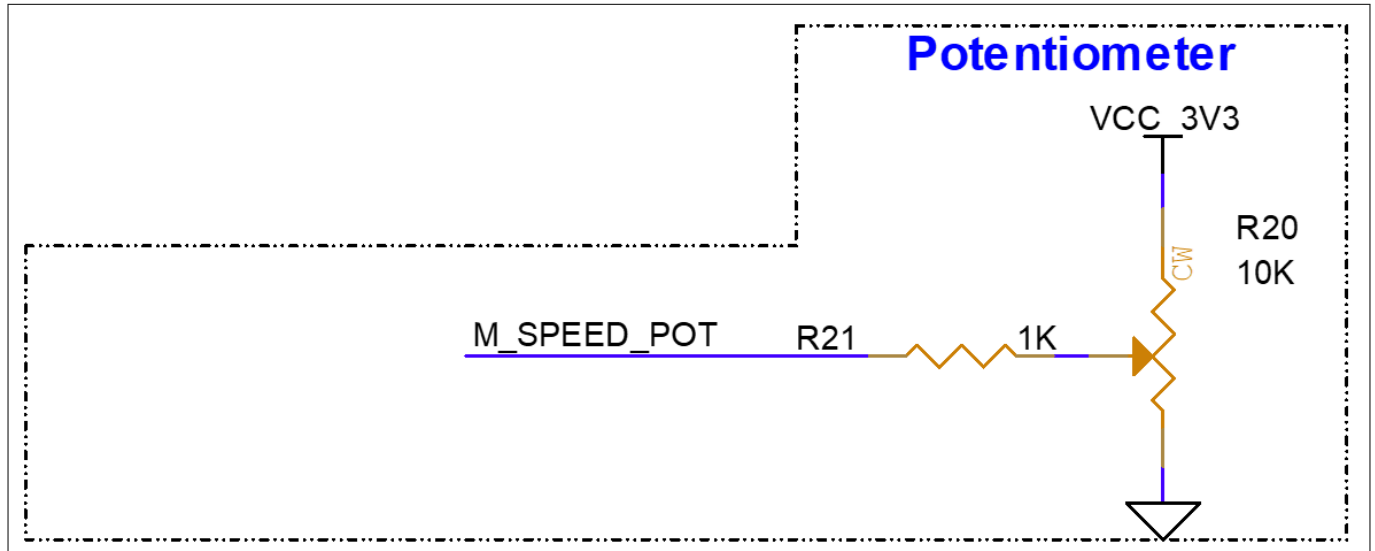 Potentiometer
VCC_3V3
R20
10K
CW
M_SPEED_POT
R21
1K